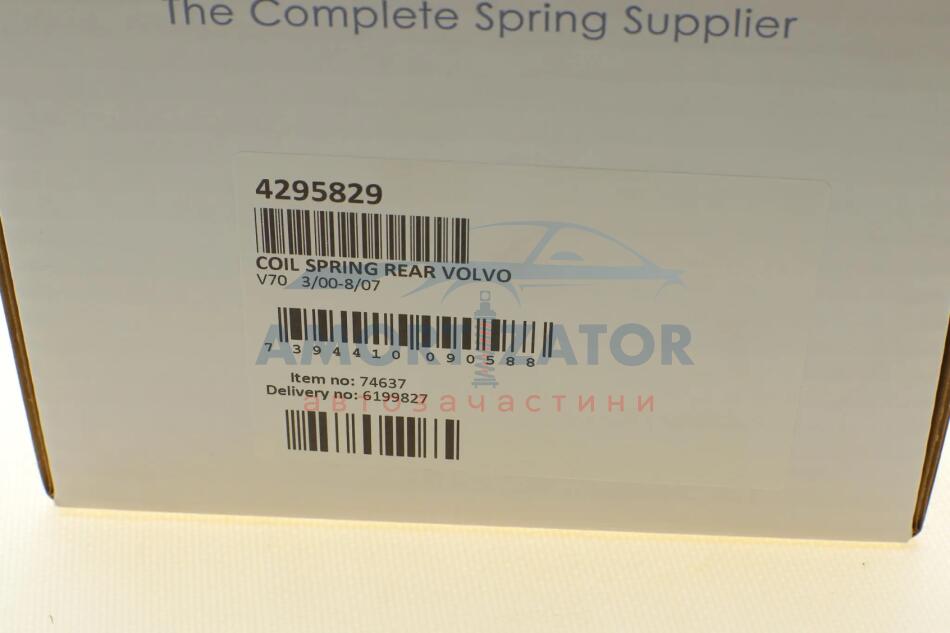 The Complete Spring Supplier
4295829
COIL SPRING REAR VOLVO
V70 3/00-8/07
AMORTIZATOR
7 394410 090588
Item no: 74637
Delivery no: 6199827
автозачастини